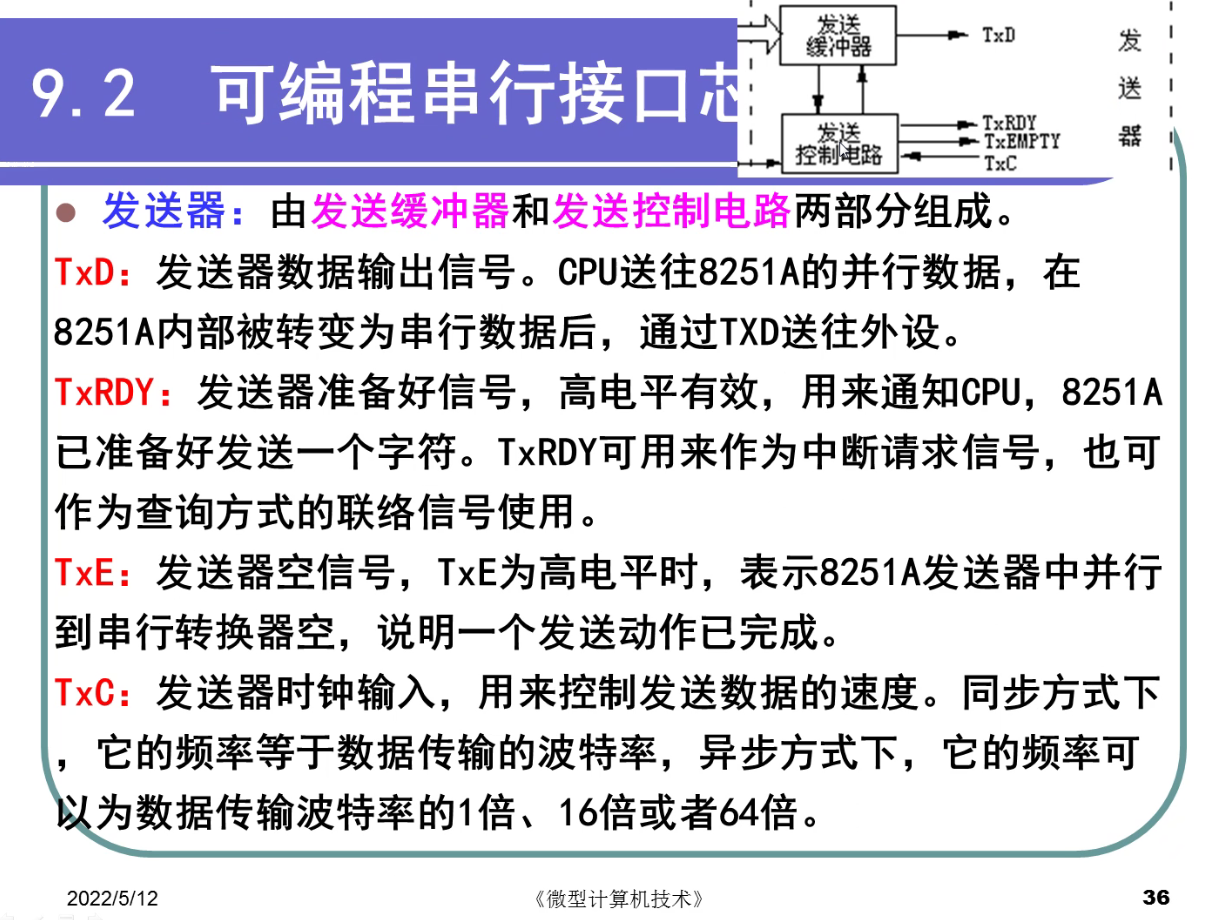 9.2 可编程串行接口芯
发送
缓冲器
TxD
发
送
器
发送
控制电路
TxRDY
TxEMPTY
TxC
发送器：由发送缓冲器和发送控制电路两部分组成。
TxD：发送器数据输出信号。CPU送往8251A的并行数据，在
8251A内部被转变为串行数据后，通过TXD送往外设。
TxRDY：发送器准备好信号，高电平有效，用来通知CPU，8251A
已准备好发送一个字符。TxRDY可用来作为中断请求信号，也可
作为查询方式的联络信号使用。
TxE：发送器空信号，TxE为高电平时，表示8251A发送器中并行
到串行转换器空，说明一个发送动作已完成。
TxC：发送器时钟输入，用来控制发送数据的速度。同步方式下
，它的频率等于数据传输的波特率，异步方式下，它的频率可
以为数据传输波特率的1倍、16倍或者64倍。
2022/5/12
《微型计算机技术》
36